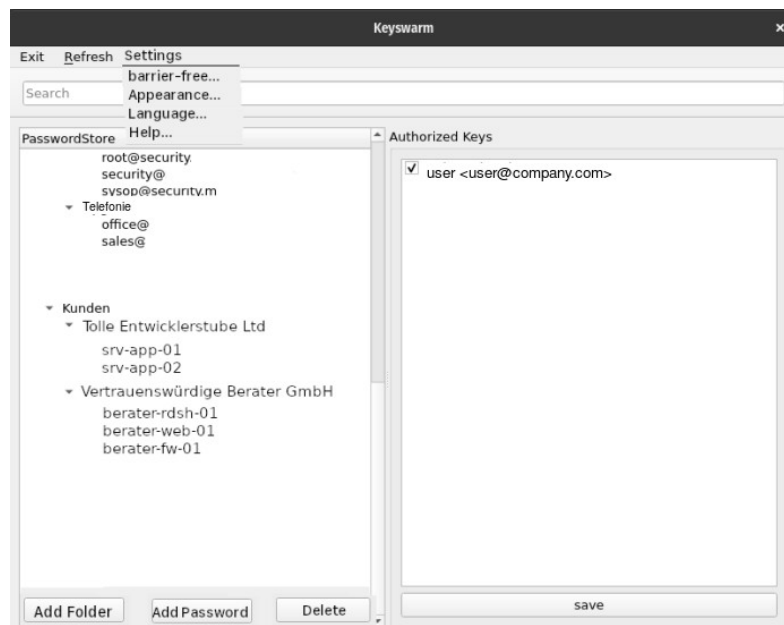 Keyswarm
Exit Refresh Settings
barrier-free...
Appearance...
Language...
Help...
Search
PasswordStore
Authorized Keys
root@security.
security@
sysop@security.m
Telefonie
office@
sales@
user <user@company.com>
Kunden
Tolle Entwicklerstube Ltd
srv-app-01
srv-app-02
Vertrauenswürdige Berater GmbH
berater-rdsh-01
berater-web-01
berater-fw-01
Add Folder Add Password Delete
save